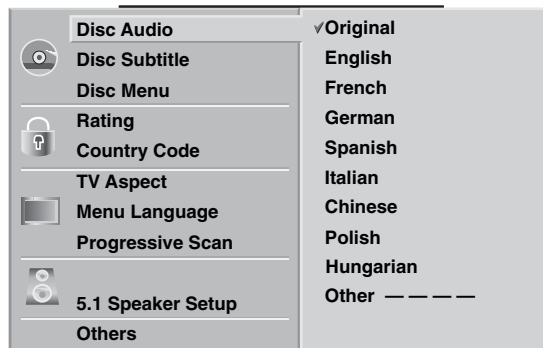 Disc Audio
Disc Subtitle
Disc Menu
Rating
Country Code
TV Aspect
Menu Language
Progressive Scan
5.1 Speaker Setup
Others
✓Original
English
French
German
Spanish
Italian
Chinese
Polish
Hungarian
Other — — — —